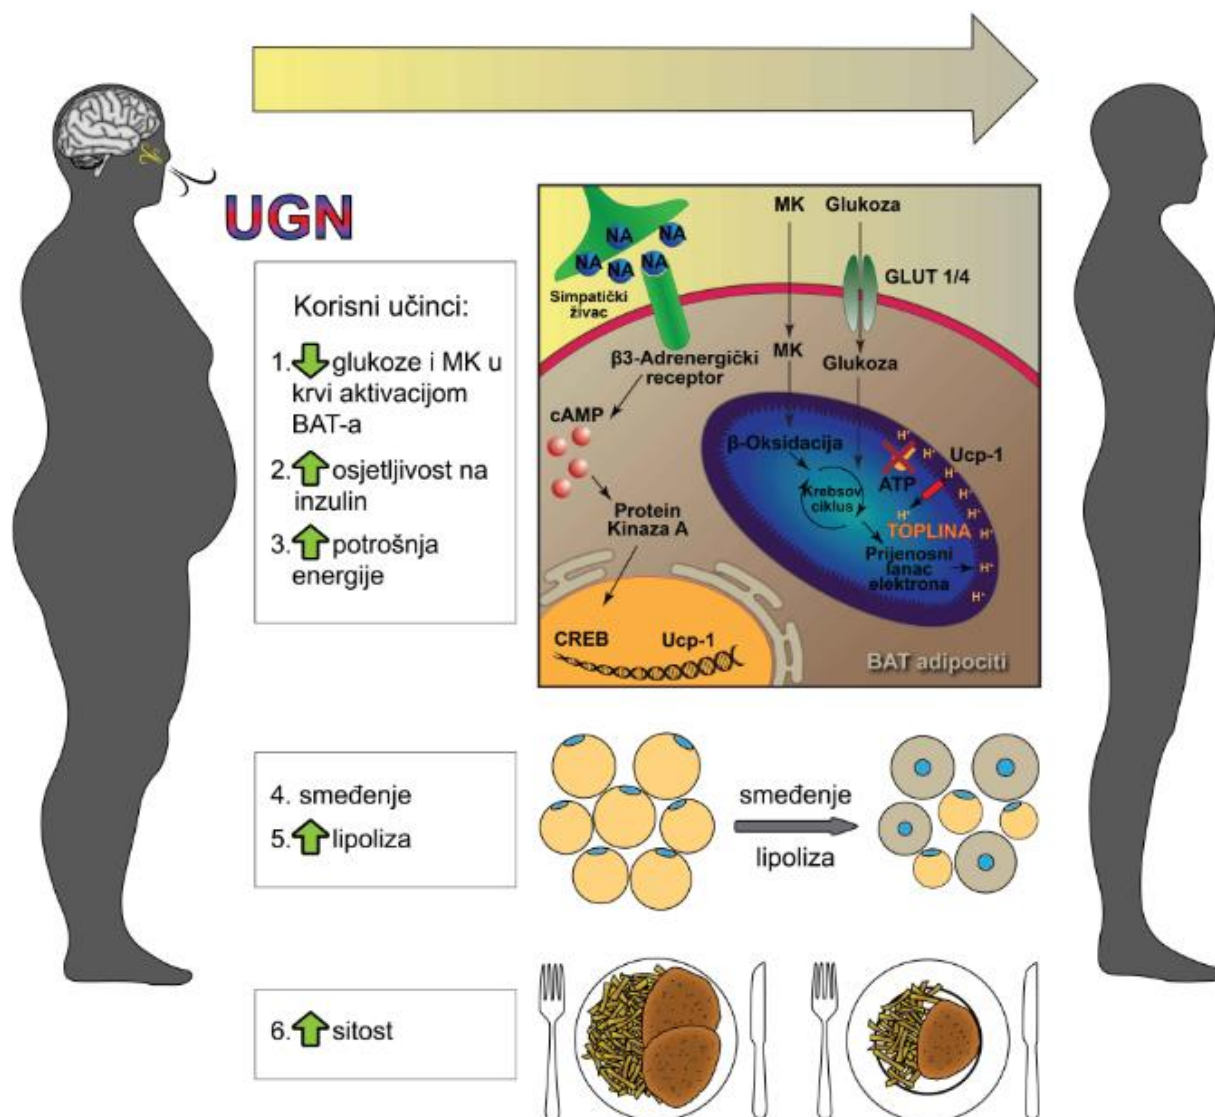 UGN
Korisni učinci:
1. glukoze i MK u
krvi aktivacijom
BAT-a
2. osjetljivost na
inzulin
3. potrošnja
energije
NA
NA
NA
NA
NA
Simpatički
živac
β3-Adrenergički
receptor
cAMP
Protein
Kinaza A
CREB
Ucp-1
MK
Glukoza
GLUT 1/4
MK
Glukoza
β-Oksidacija
Krebsov
ciklus
ATP
Ucp-1
H⁺
H⁺
H⁺
H⁺
H⁺
H⁺
H⁺
H⁺
H⁺
H⁺
TOPLINA
Prijenosni
lanac
elektrona
BAT adipociti
4. smeđenje
5. lipoliza
smeđenje
lipoliza
6. sitost